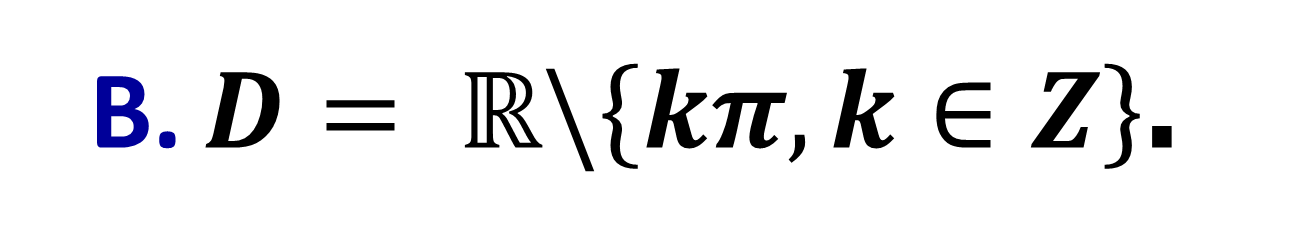 B. D = ℝ\{kπ, k ∈ Z}.